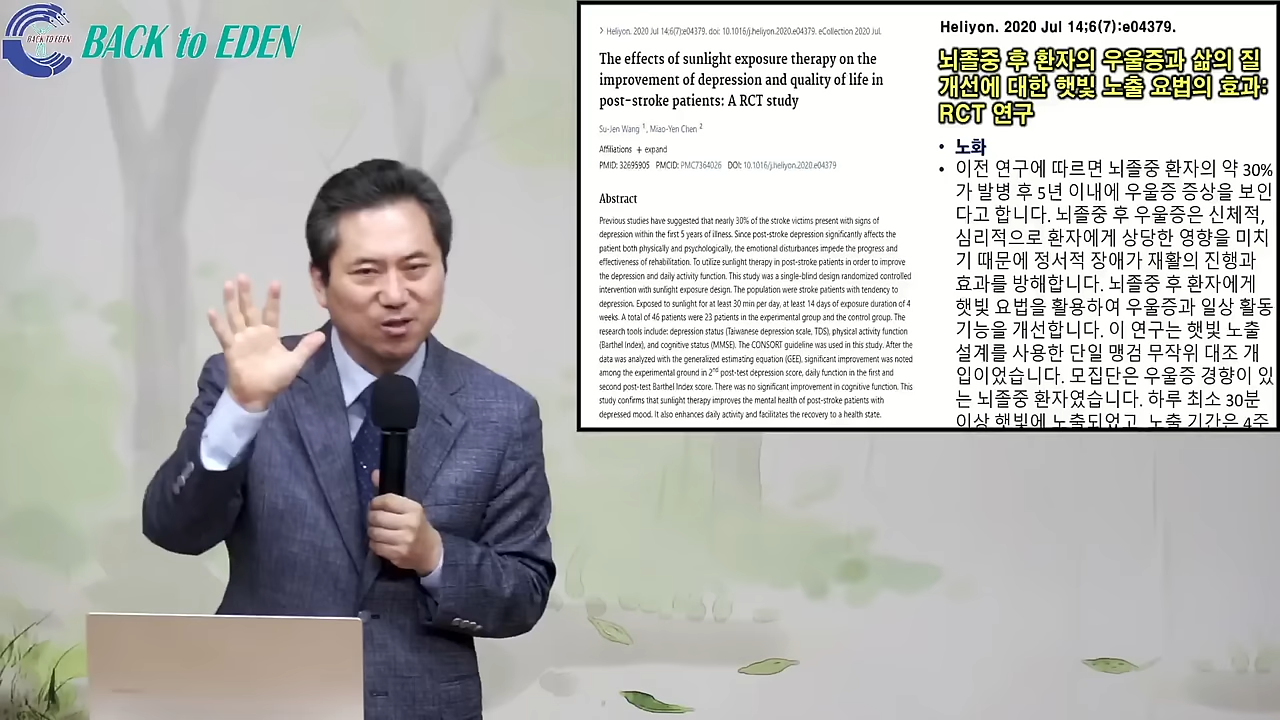 BACK TO EDEN
BACK to EDEN
> Heliyon. 2020 Jul 14;6(7):e04379. doi: 10.1016/j.heliyon.2020.e04379. eCollection 2020 Jul.
The effects of sunlight exposure therapy on the
improvement of depression and quality of life in
post-stroke patients: A RCT study
Su-Jen Wang 1, Miao-Yen Chen 2
Affiliations + expand
PMID: 32695905 PMCID: PMC7364026 DOI: 10.1016/j.heliyon.2020.e04379
Abstract
Previous studies have suggested that nearly 30% of the stroke victims present with signs of
depression within the first 5 years of illness. Since post-stroke depression significantly affects the
patient both physically and psychologically, the emotional disturbances impede the progress and
effectiveness of rehabilitation. To utilize sunlight therapy in post-stroke patients in order to improve
the depression and daily activity function. This study was a single-blind design randomized controlled
intervention with sunlight exposure design. The population were stroke patients with tendency to
depression. Exposed to sunlight for at least 30 min per day, at least 14 days of exposure duration of 4
weeks. A total of 46 patients were 23 patients in the experimental group and the control group. The
research tools include: depression status (Taiwanese depression scale, TDS), physical activity function
(Barthel Index), and cognitive status (MMSE). The CONSORT guideline was used in this study. After the
data was analyzed with the generalized estimating equation (GEE), significant improvement was noted
among the experimental ground in 2nd post-test depression score, daily function in the first and
second post-test Barthel Index score. There was no significant improvement in cognitive function. This
study confirms that sunlight therapy improves the mental health of post-stroke patients with
depressed mood. It also enhances daily activity and facilitates the recovery to a health state.
Heliyon. 2020 Jul 14;6(7):e04379.
뇌졸중 후 환자의 우울증과 삶의 질
개선에 대한 햇빛 노출 요법의 효과:
RCT 연구
• 노화
• 이전 연구에 따르면 뇌졸중 환자의 약 30%
가 발병 후 5년 이내에 우울증 증상을 보인
다고 합니다. 뇌졸중 후 우울증은 신체적,
심리적으로 환자에게 상당한 영향을 미치
기 때문에 정서적 장애가 재활의 진행과
효과를 방해합니다. 뇌졸중 후 환자에게
햇빛 요법을 활용하여 우울증과 일상 활동
기능을 개선합니다. 이 연구는 햇빛 노출
설계를 사용한 단일 맹검 무작위 대조 개
입이었습니다. 모집단은 우울증 경향이 있
는 뇌졸중 환자였습니다. 하루 최소 30분
이상 햇빛에 노출되었고, 노출 기간은 4주